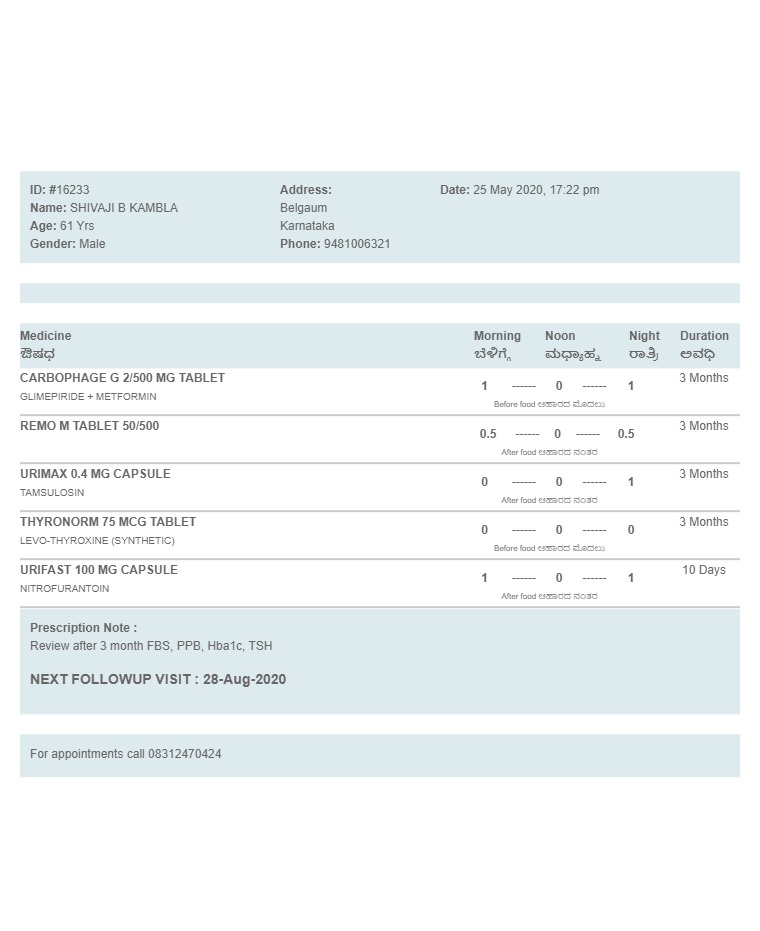 ID: #16233
Name: SHIVAJI B KAMBLA
Age: 61 Yrs
Gender: Male
Address:
Belgaum
Karnataka
Phone: 9481006321
Date: 25 May 2020, 17:22 pm
Medicine Morning Noon Night Duration
ಔಷಧ ಬೆಳಿಗ್ಗೆ ಮಧ್ಯಾಹ್ನ ರಾತ್ರಿ ಅವಧಿ
CARBOPHAGE G 2/500 MG TABLET 1 ------ 0 ------ 1 3 Months
GLIMEPIRIDE + METFORMIN Before food ಆಹಾರದ ಮೊದಲು
REMO M TABLET 50/500 0.5 ------ 0 ------ 0.5 3 Months
After food ಆಹಾರದ ನಂತರ
URIMAX 0.4 MG CAPSULE 0 ------ 0 ------ 1 3 Months
TAMSULOSIN After food ಆಹಾರದ ನಂತರ
THYRONORM 75 MCG TABLET 0 ------ 0 ------ 0 3 Months
LEVO-THYROXINE (SYNTHETIC) Before food ಆಹಾರದ ಮೊದಲು
URIFAST 100 MG CAPSULE 1 ------ 0 ------ 1 10 Days
NITROFURANTOIN After food ಆಹಾರದ ನಂತರ
Prescription Note :
Review after 3 month FBS, PPB, Hba1c, TSH
NEXT FOLLOWUP VISIT : 28-Aug-2020
For appointments call 08312470424